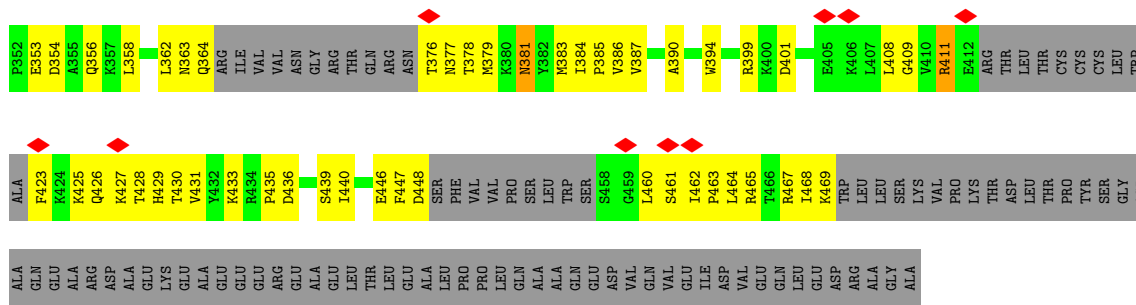 P352 E353 D354 A355 Q356 K357 L358 L362 N363 Q364 ARG ILE VAL VAL ASN GLY ARG THR GLN ARG ASN T376 N377 T378 M379 K380 N381 Y382 M383 I384 P385 V386 V387 A390 W394 R399 K400 D401 E405 K406 L407 L408 G409 V410 R411 E412 ARG THR LEU THR CYS CYS CYS LEU TRP
ALA F423 K424 K425 Q426 K427 T428 H429 T430 V431 Y432 K433 R434 P435 D436 S439 I440 E446 F447 D448 SER PHE VAL VAL PRO SER LEU TRP SER S458 G459 L460 S461 I462 P463 L464 R465 T466 R467 I468 K469 TRP LEU LEU SER LYS VAL PRO LYS THR ASP LEU THR PRO TYR SER GLY
ALA GLN GLU ALA ARG ASP ALA GLU LYS GLU ALA GLU GLU GLU ARG GLU ALA GLU LEU THR LEU GLU ALA LEU PRO PRO LEU GLN ALA ALA GLN GLU ASP VAL GLN VAL GLU ILE ASP VAL GLU GLN LEU GLU ASP ARG ALA GLY ALA